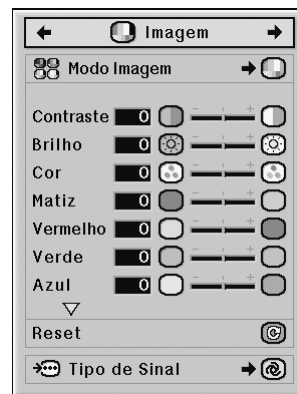 Imagem
Modo Imagem
Contraste 0
Brilho 0
Cor 0
Matiz 0
Vermelho 0
Verde 0
Azul 0
Reset
Tipo de Sinal